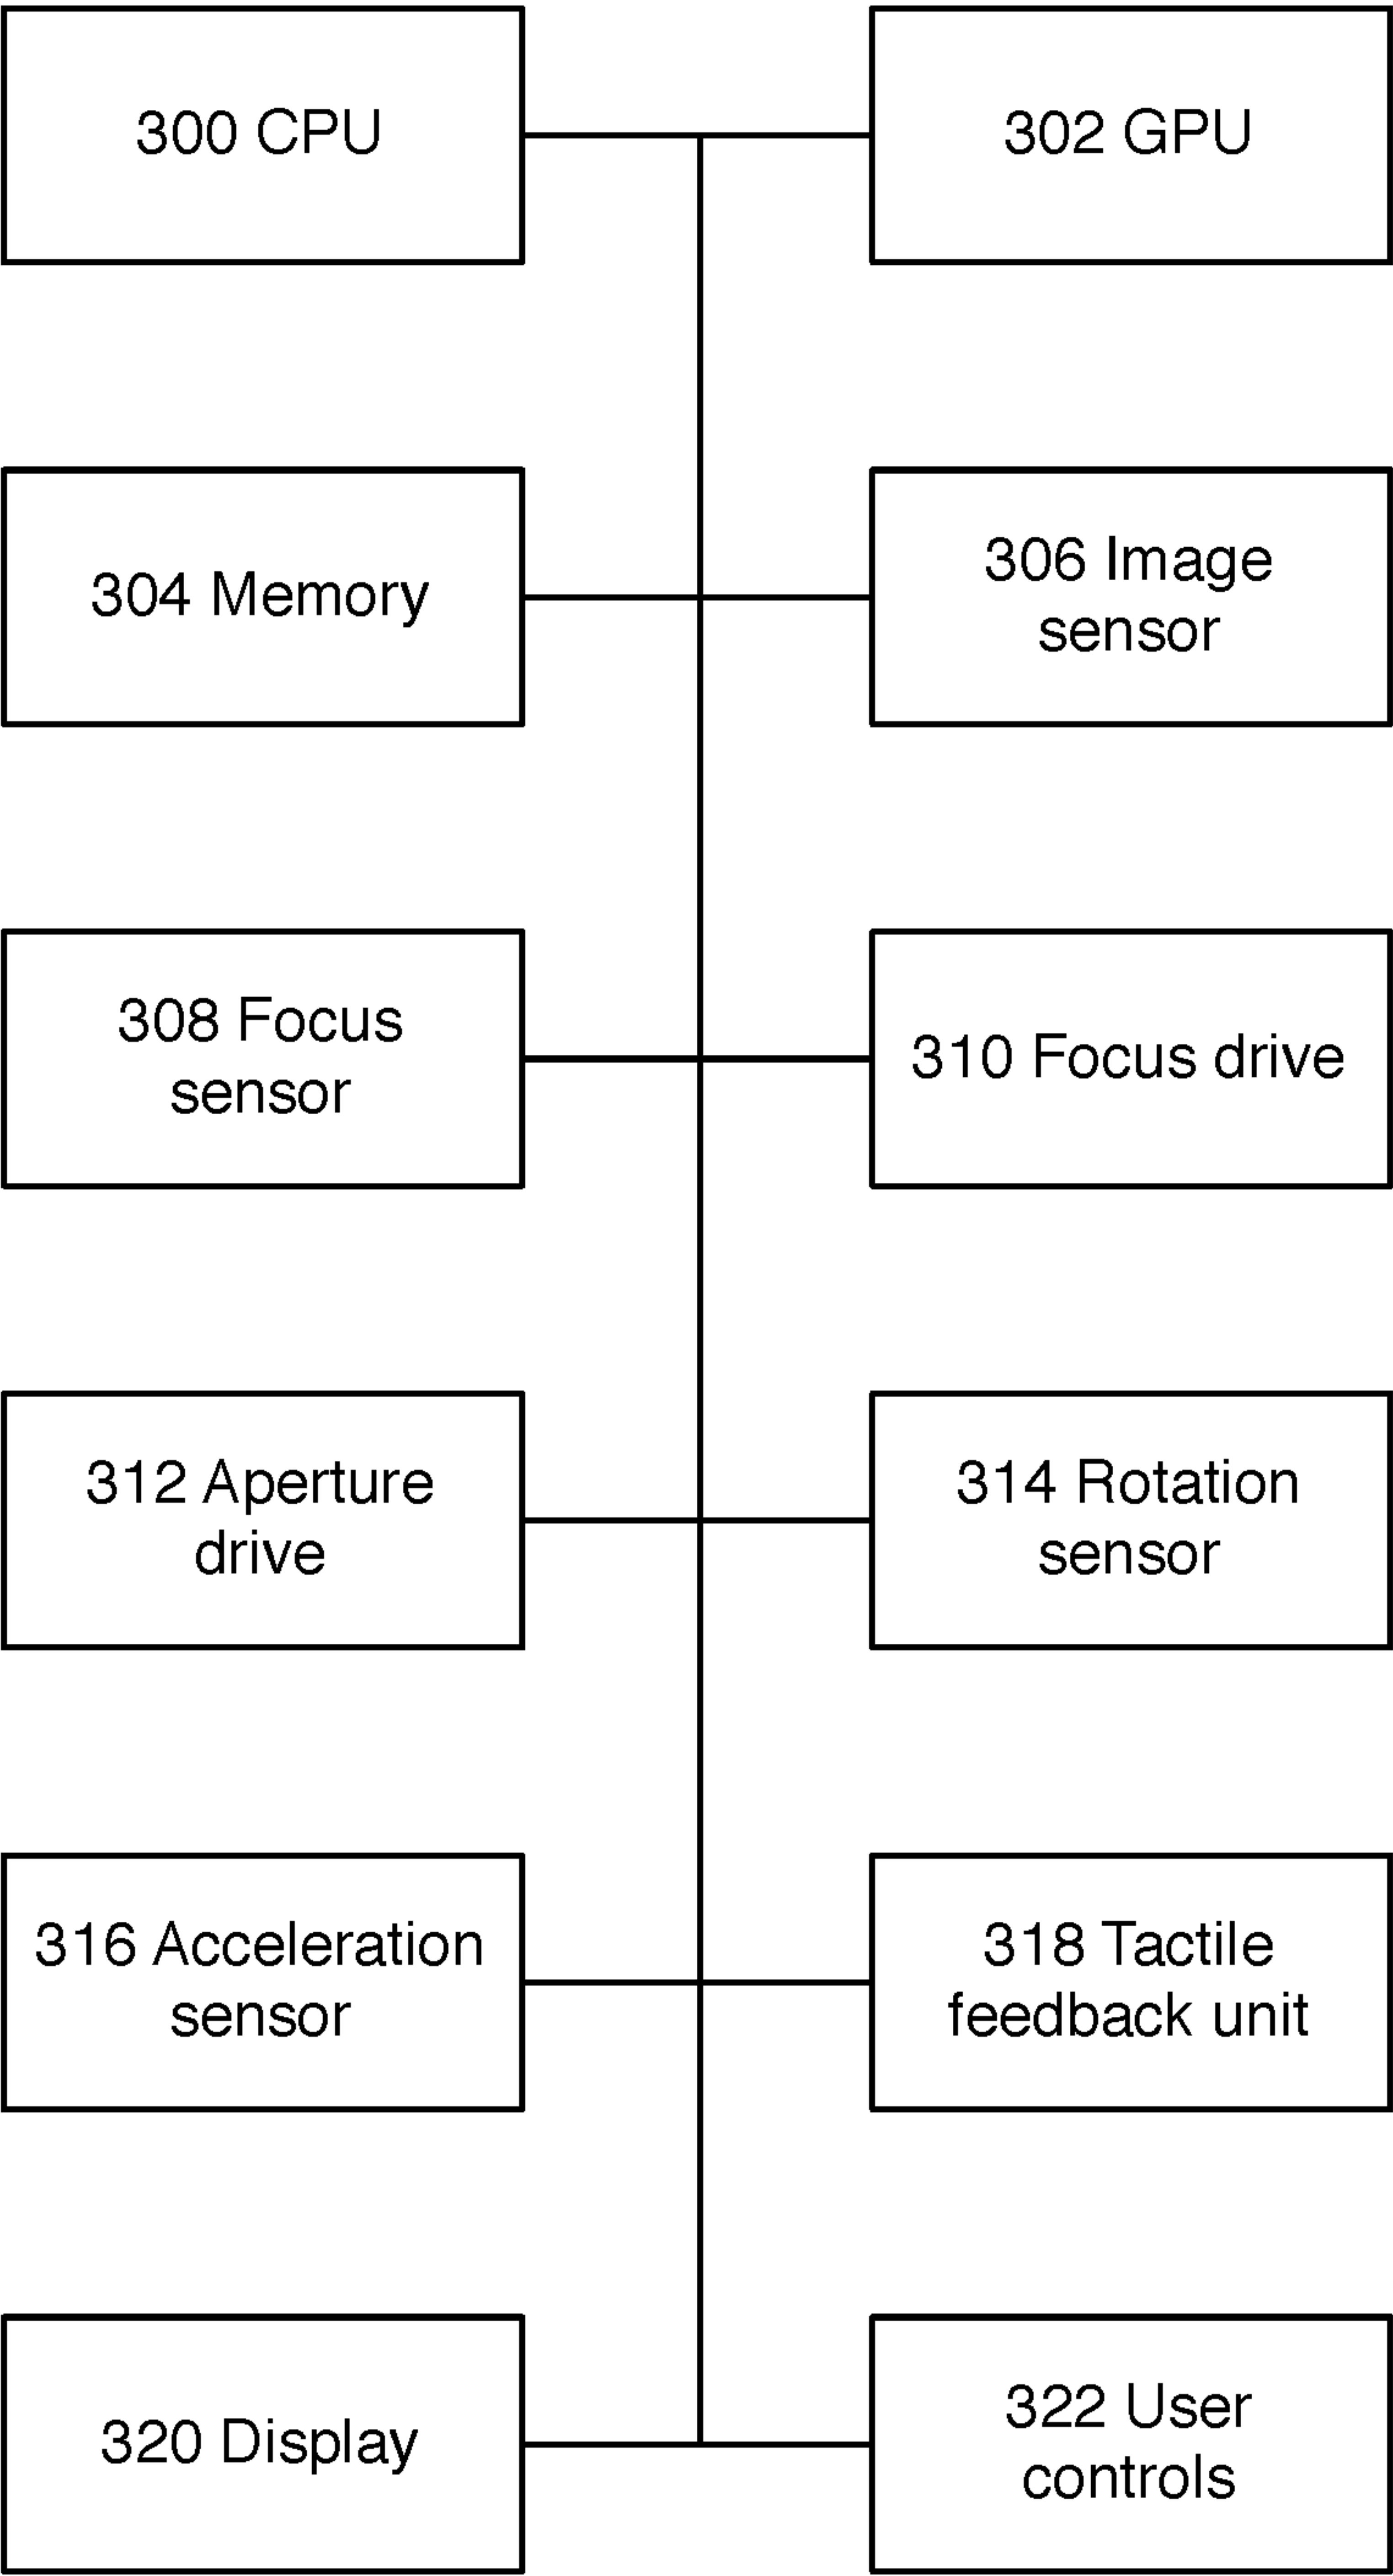 300 CPU
302 GPU
304 Memory
306 Image
sensor
308 Focus
sensor
310 Focus drive
312 Aperture
drive
314 Rotation
sensor
316 Acceleration
sensor
318 Tactile
feedback unit
320 Display
322 User
controls